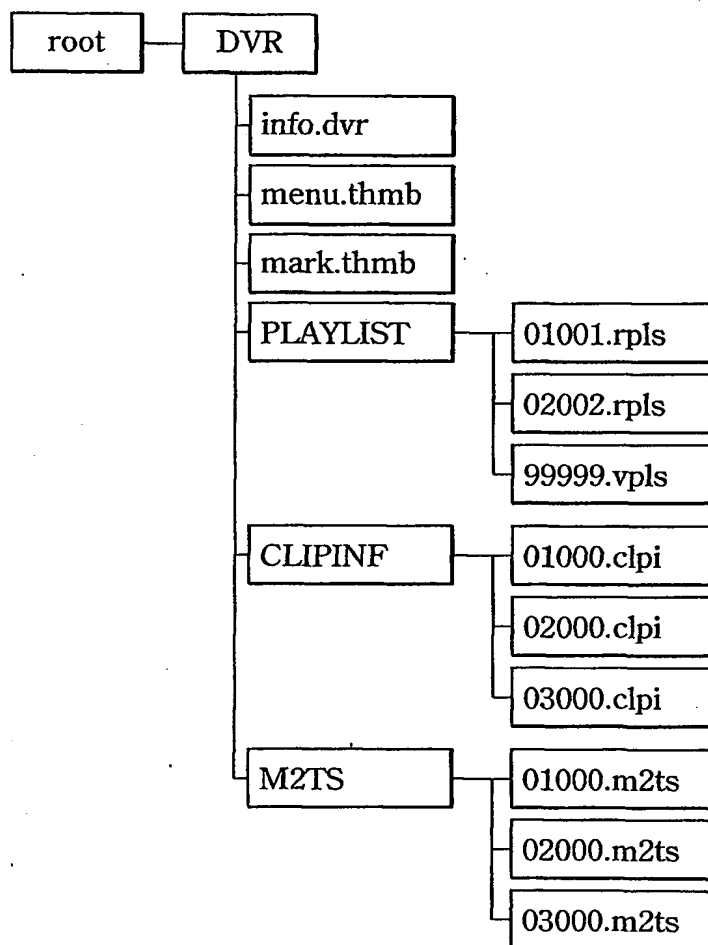 root
DVR
info.dvr
menu.thmb
mark.thmb
PLAYLIST
01001.rpls
02002.rpls
99999.vpls
CLIPINF
01000.clpi
02000.clpi
03000.clpi
M2TS
01000.m2ts
02000.m2ts
03000.m2ts